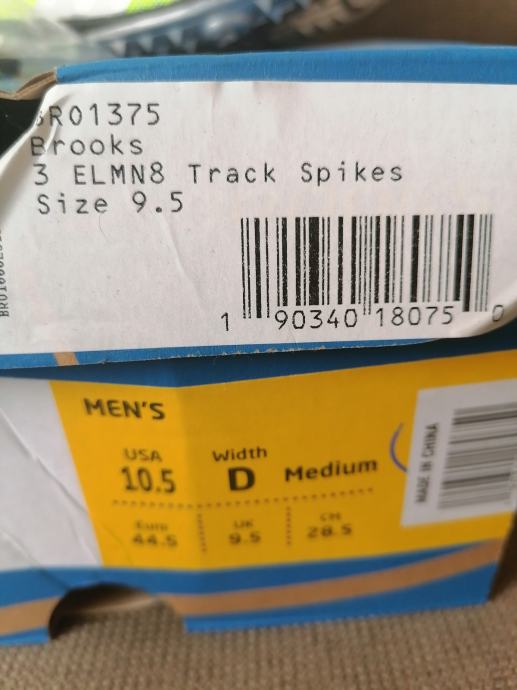 BR01375
Brooks
3 ELMN8 Track Spikes
Size 9.5
1 90340 18075 0
MEN'S
USA Width
10.5 D Medium
Euro UK CM
44.5 9.5 28.5
MADE IN CHINA